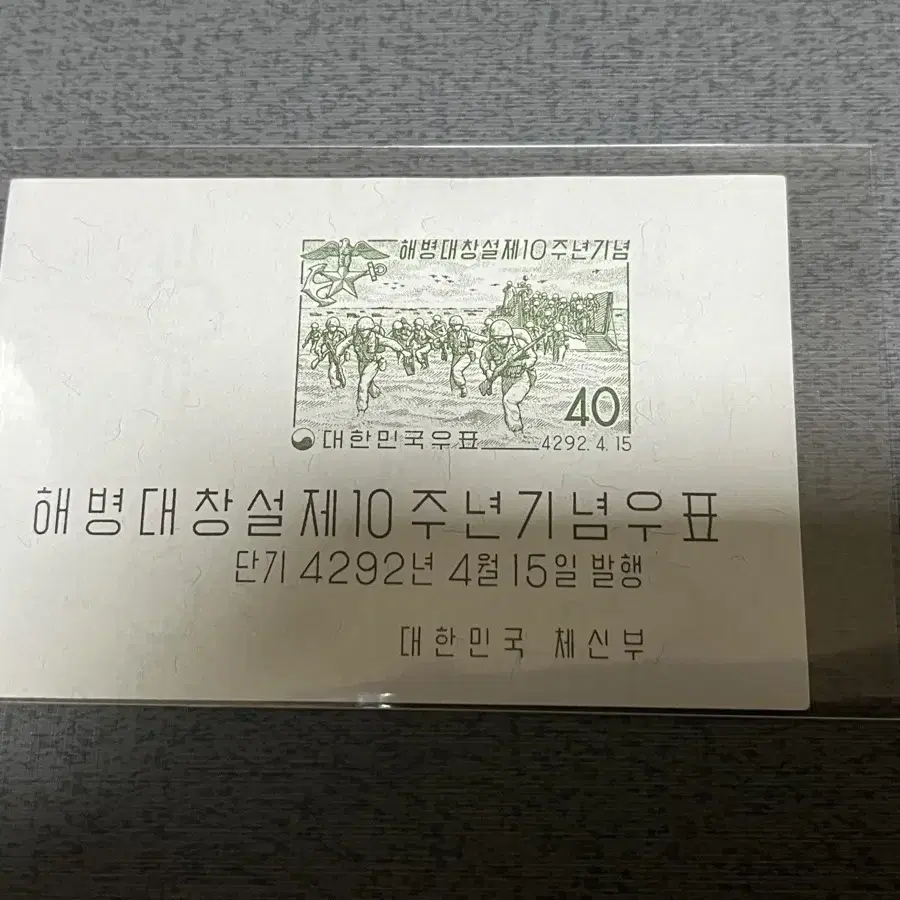 해병대창설제10주년기념
40
대한민국우표
4292. 4. 15
해병대창설제10주년기념우표
단기 4292년 4월 15일 발행
대한민국 체신부